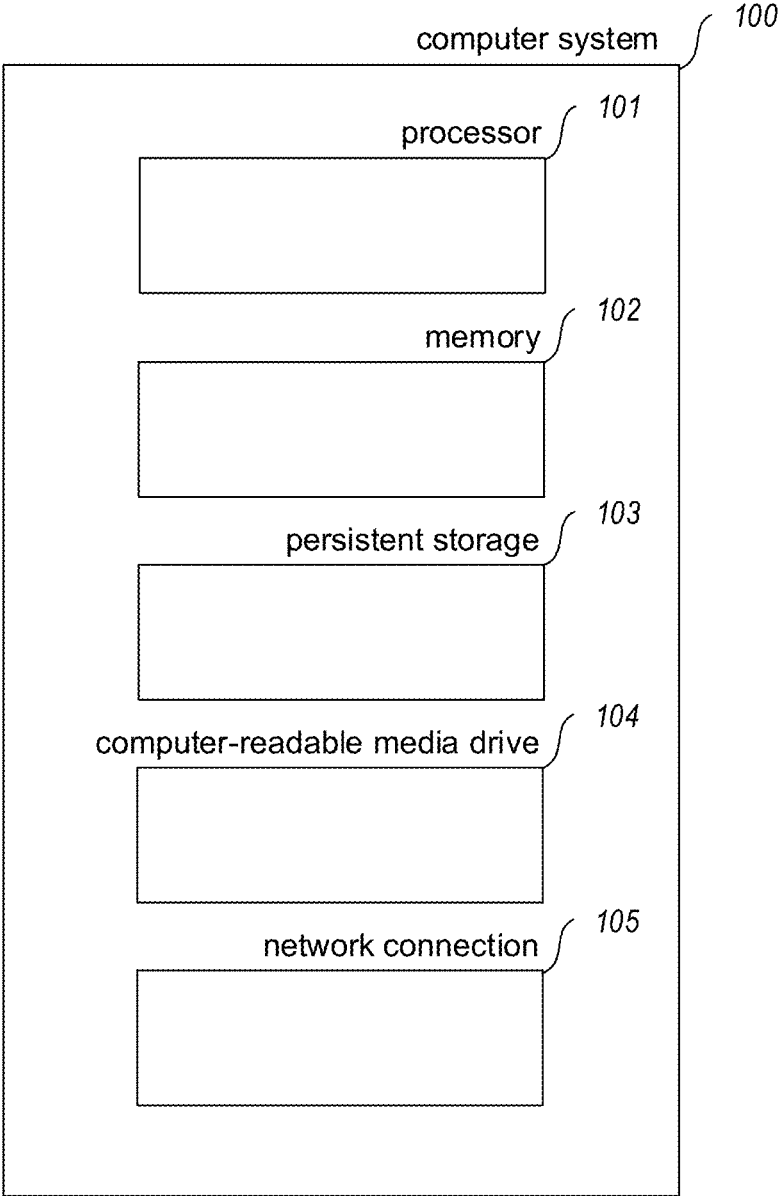 100
computer system
101
processor
102
memory
103
persistent storage
104
computer-readable media drive
105
network connection